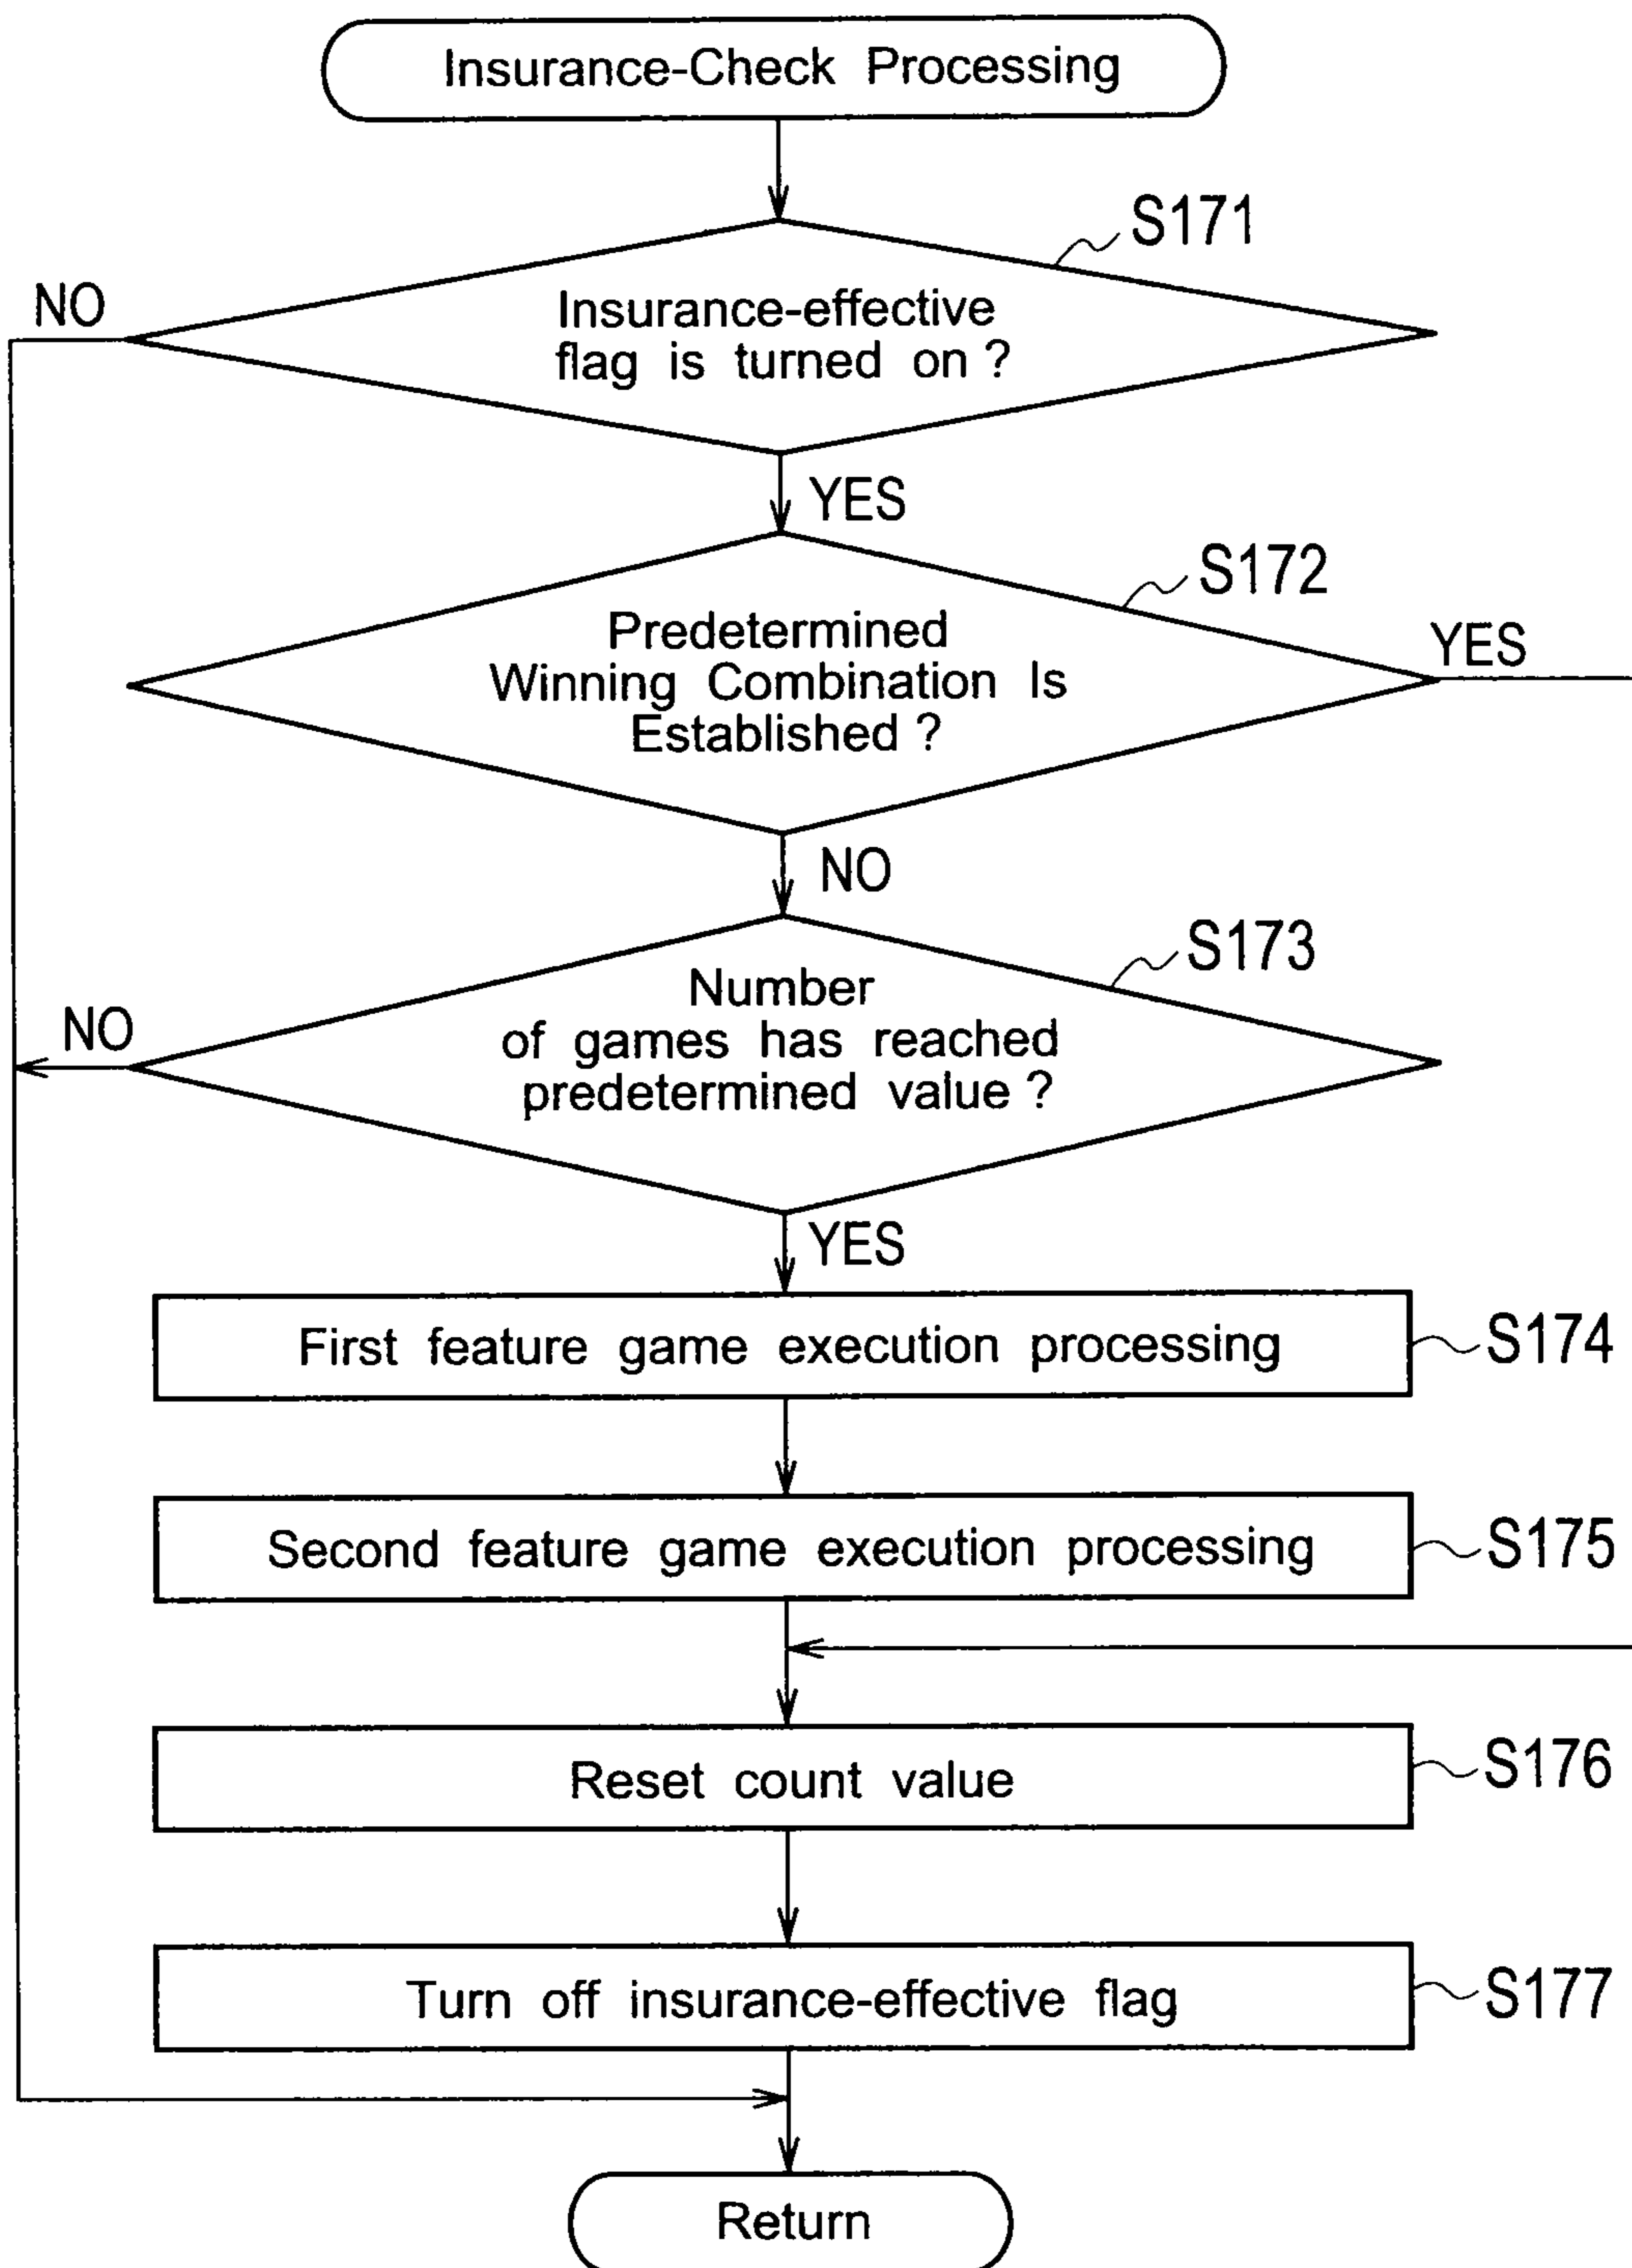 Insurance-Check Processing
S171
NO
Insurance-effective
flag is turned on ?
YES
S172
Predetermined
Winning Combination Is
Established ?
YES
NO
S173
Number
of games has reached
predetermined value ?
NO
YES
First feature game execution processing
S174
Second feature game execution processing
S175
Reset count value
S176
Turn off insurance-effective flag
S177
Return